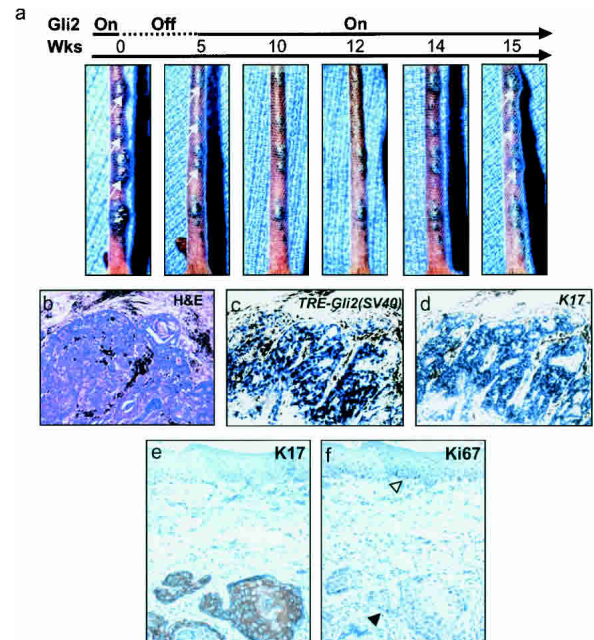 a
Gli2 On Off On
Wks 0 5 10 12 14 15
b H&E
c TRE-Gli2(SV40)
d K17
e K17
f Ki67